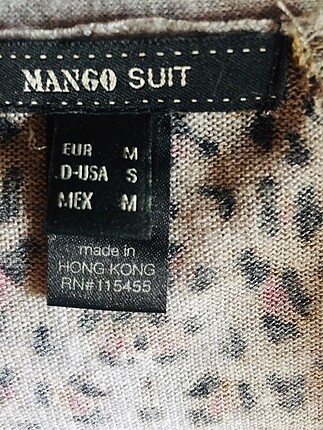 MANGO SUIT
EUR M
D-USA S
MEX M
made in
HONG KONG
RN# 115455